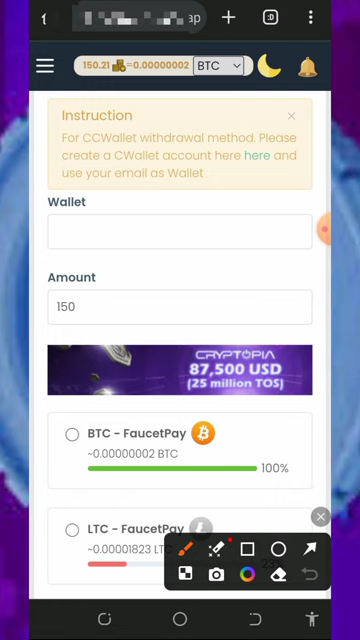 ap
:D
150.21 =0.00000002 BTC
Instruction
For CCWallet withdrawal method. Please
create a CWallet account here here and
use your email as Wallet
Wallet
Amount
150
CRYPTOPIA
87,500 USD
(25 million TOS)
BTC - FaucetPay
~0.00000002 BTC
100%
LTC - FaucetPay
~0.00001823 LTC